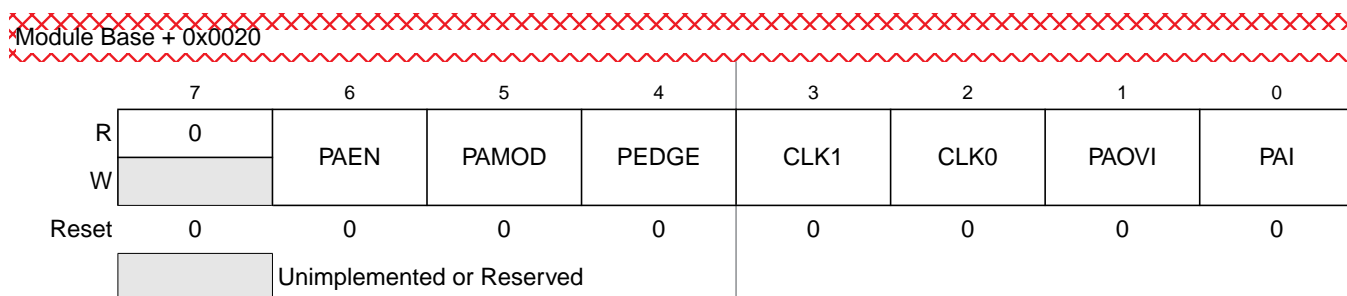 Module Base + 0x0020
7 6 5 4 3 2 1 0
R 0 PAEN PAMOD PEDGE CLK1 CLK0 PAOVI PAI
W
Reset 0 0 0 0 0 0 0 0
Unimplemented or Reserved